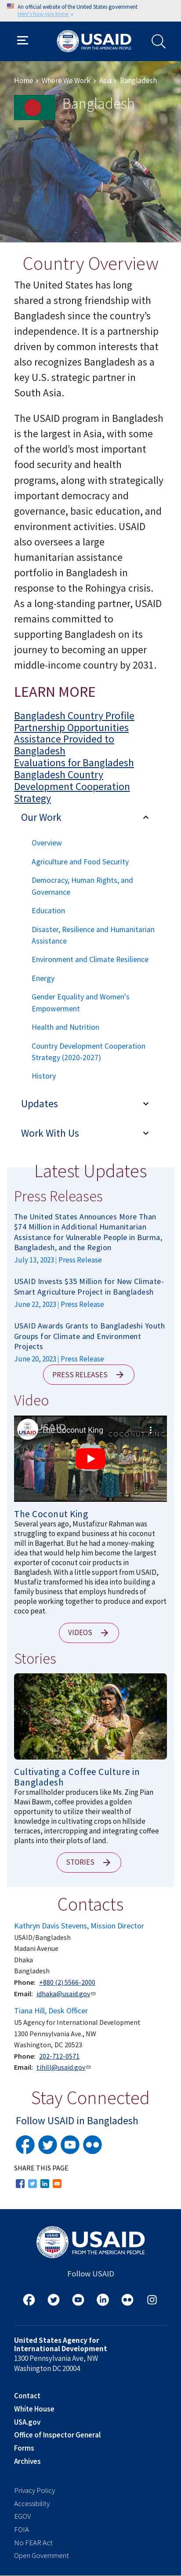 An official website of the United States government
Here's how you know
USAID
FROM THE AMERICAN PEOPLE
Home › Where We Work › Asia › Bangladesh
Bangladesh
Country Overview
The United States has long
shared a strong friendship with
Bangladesh since the country's
independence. It is a partnership
driven by common interests that
also recognizes Bangladesh as a
key U.S. strategic partner in
South Asia.
The USAID program in Bangladesh
is the largest in Asia, with some
of the world's most important
food security and health
programs, along with strategically
important democracy and
governance, basic education, and
environment activities. USAID
also oversees a large
humanitarian assistance
portfolio in Bangladesh in
response to the Rohingya crisis.
As a long-standing partner, USAID
remains committed to
supporting Bangladesh on its
journey to become an upper
middle-income country by 2031.
LEARN MORE
Bangladesh Country Profile
Partnership Opportunities
Assistance Provided to
Bangladesh
Evaluations for Bangladesh
Bangladesh Country
Development Cooperation
Strategy
Our Work
Overview
Agriculture and Food Security
Democracy, Human Rights, and
Governance
Education
Disaster, Resilience and Humanitarian
Assistance
Environment and Climate Resilience
Energy
Gender Equality and Women's
Empowerment
Health and Nutrition
Country Development Cooperation
Strategy (2020-2027)
History
Updates
Work With Us
Latest Updates
Press Releases
The United States Announces More Than
$74 Million in Additional Humanitarian
Assistance for Vulnerable People in Burma,
Bangladesh, and the Region
July 13, 2023 | Press Release
USAID Invests $35 Million for New Climate-
Smart Agriculture Project in Bangladesh
June 22, 2023 | Press Release
USAID Awards Grants to Bangladeshi Youth
Groups for Climate and Environment
Projects
June 20, 2023 | Press Release
PRESS RELEASES
Video
The Coconut King
COCONUT KING
The Coconut King
Several years ago, Mustafizur Rahman was
struggling to expand business at his coconut oil
mill in Bagerhat. But he had a money-making
idea that would help him become the largest
exporter of coconut coir products in
Bangladesh. With a little support from USAID,
Mustafiz transformed his idea into building a
family business that employs hundreds of
people working together to produce and export
coco peat.
VIDEOS
Stories
Cultivating a Coffee Culture in
Bangladesh
For smallholder producers like Ms. Zing Pian
Mawi Bawm, coffee provides a golden
opportunity to utilize their wealth of
knowledge in cultivating crops on hillside
terraces, intercropping and integrating coffee
plants into their plots of land.
STORIES
Contacts
Kathryn Davis Stevens, Mission Director
USAID/Bangladesh
Madani Avenue
Dhaka
Bangladesh
Phone: +880 (2) 5566-2000
Email: idhaka@usaid.gov
Tiana Hill, Desk Officer
US Agency for International Development
1300 Pennsylvania Ave., NW
Washington, DC 20523
Phone: 202-712-0571
Email: tihill@usaid.gov
Stay Connected
Follow USAID in Bangladesh
SHARE THIS PAGE
USAID
FROM THE AMERICAN PEOPLE
Follow USAID
United States Agency for
International Development
1300 Pennsylvania Ave, NW
Washington DC 20004
Contact
White House
USA.gov
Office of Inspector General
Forms
Archives
Privacy Policy
Accessibility
EGOV
FOIA
No FEAR Act
Open Government